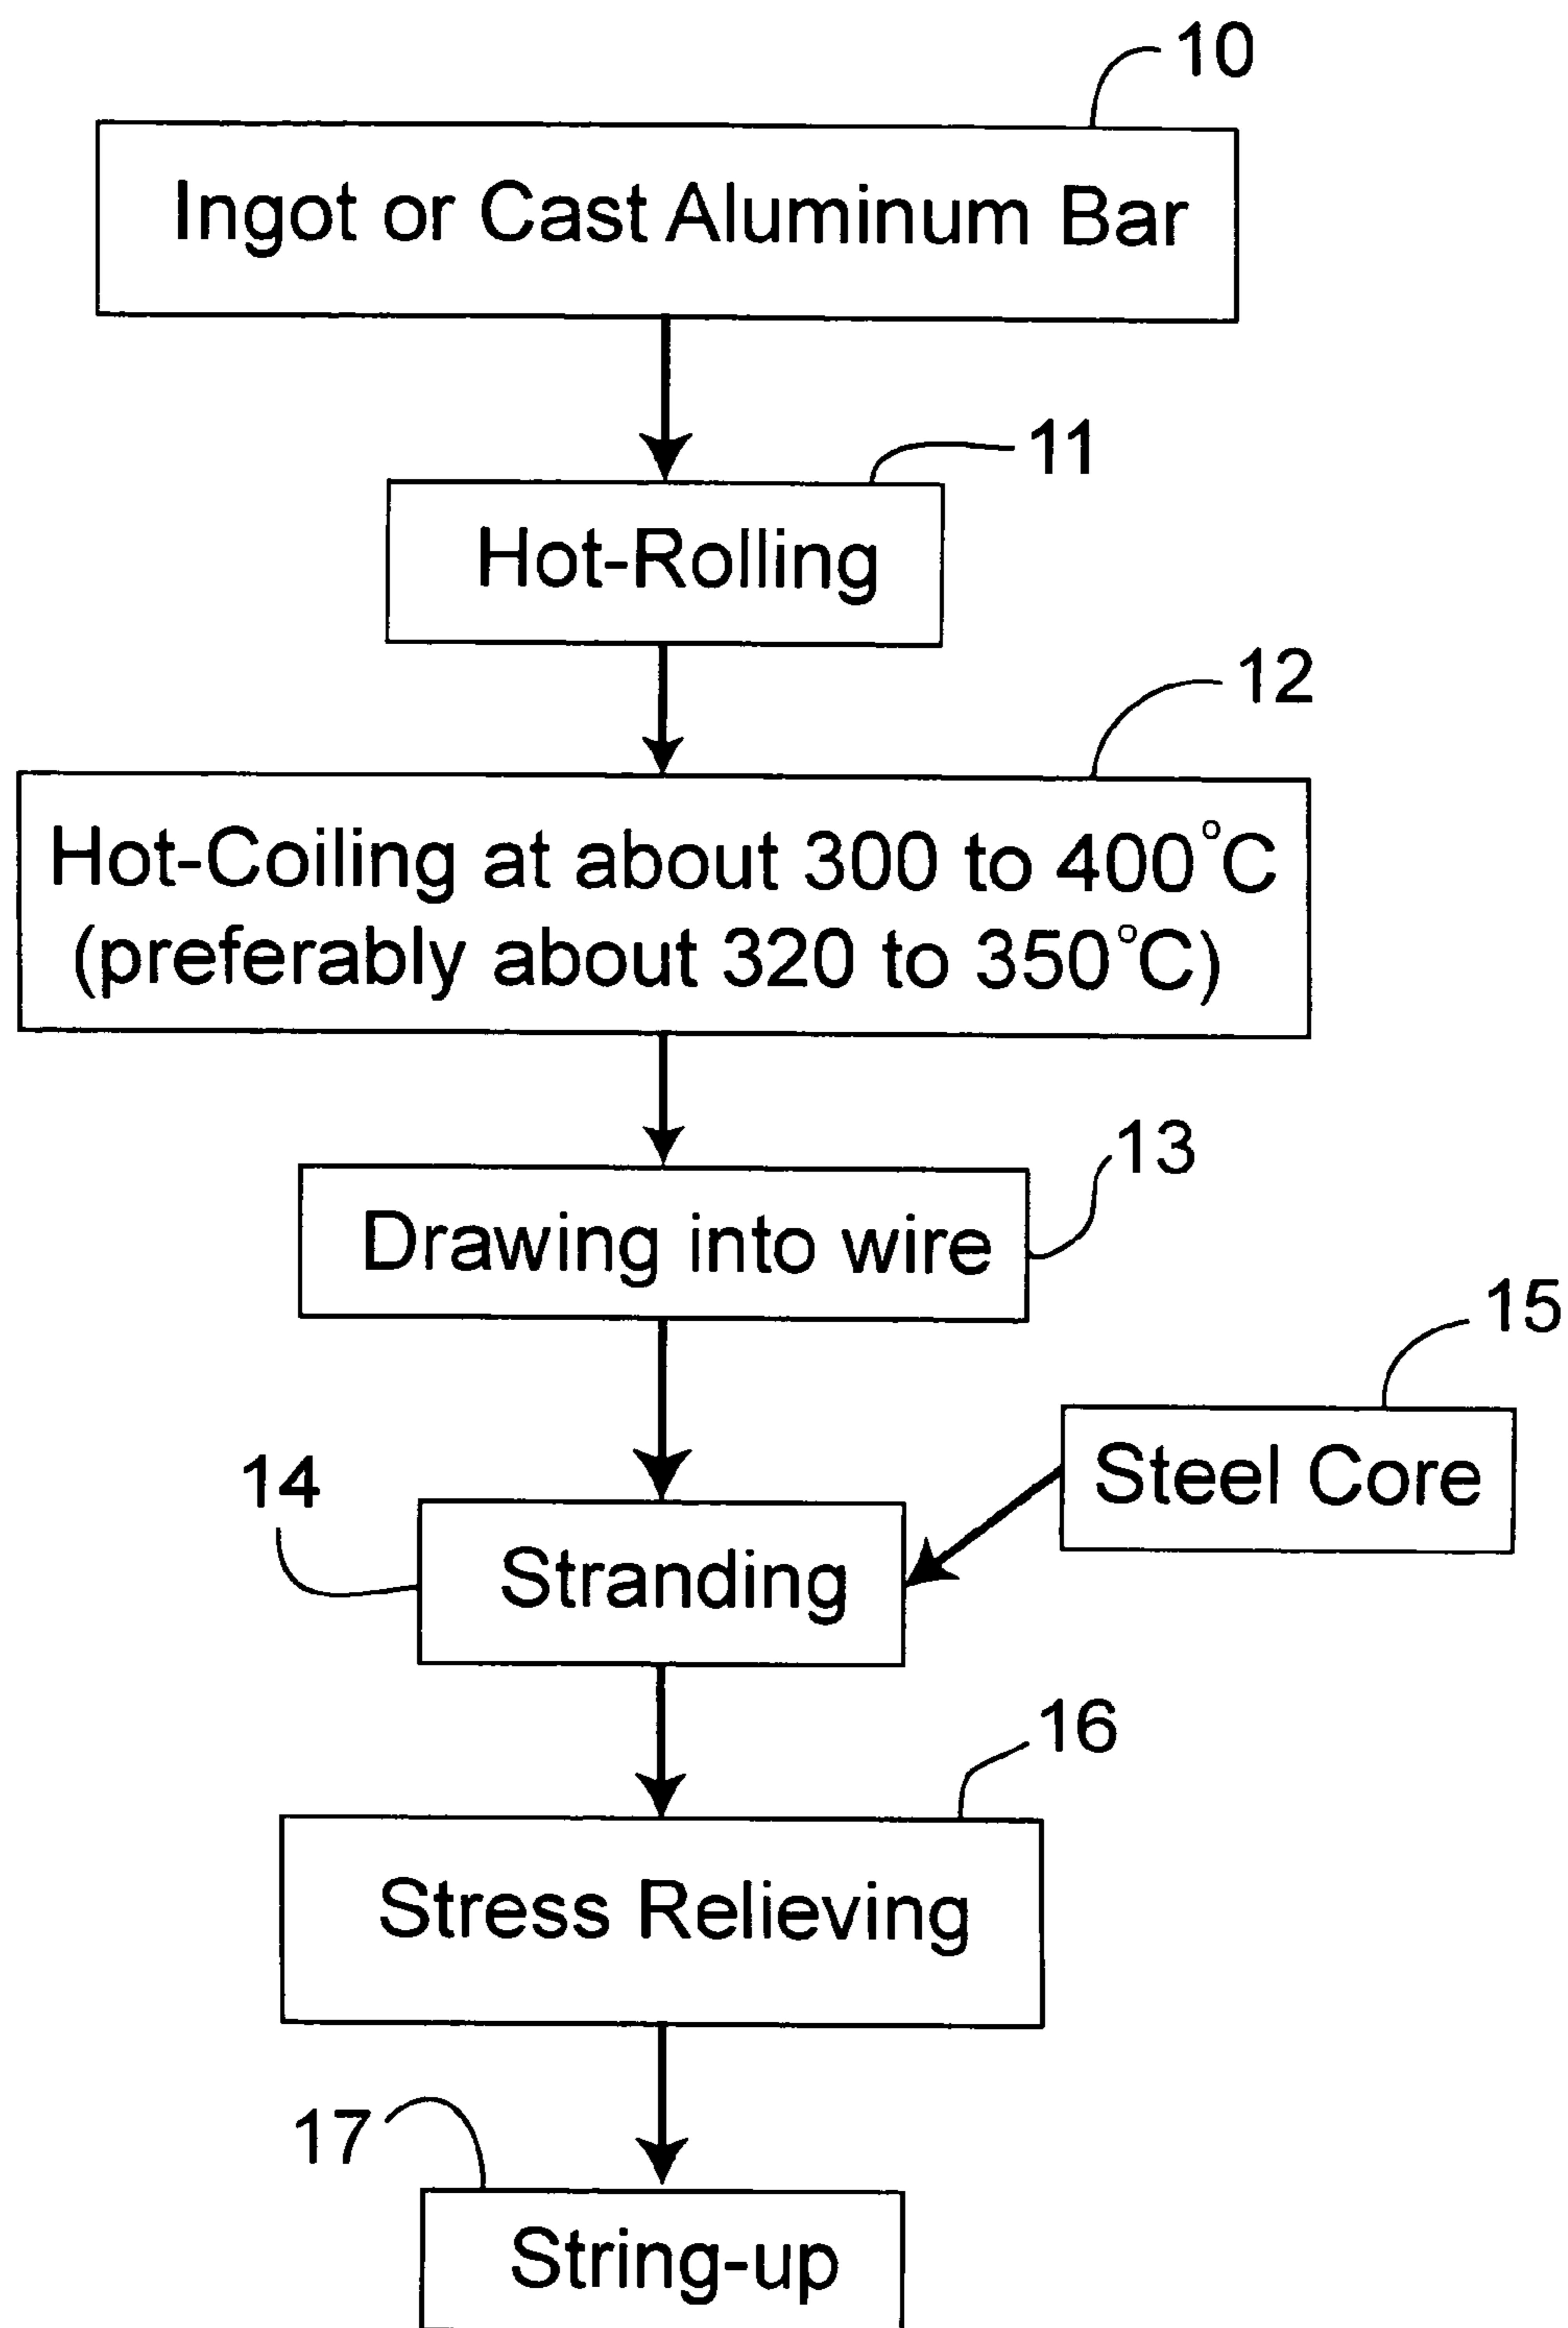 10
Ingot or Cast Aluminum Bar
11
Hot-Rolling
12
Hot-Coiling at about 300 to 400°C
(preferably about 320 to 350°C)
13
Drawing into wire
15
Steel Core
14
Stranding
16
Stress Relieving
17
String-up